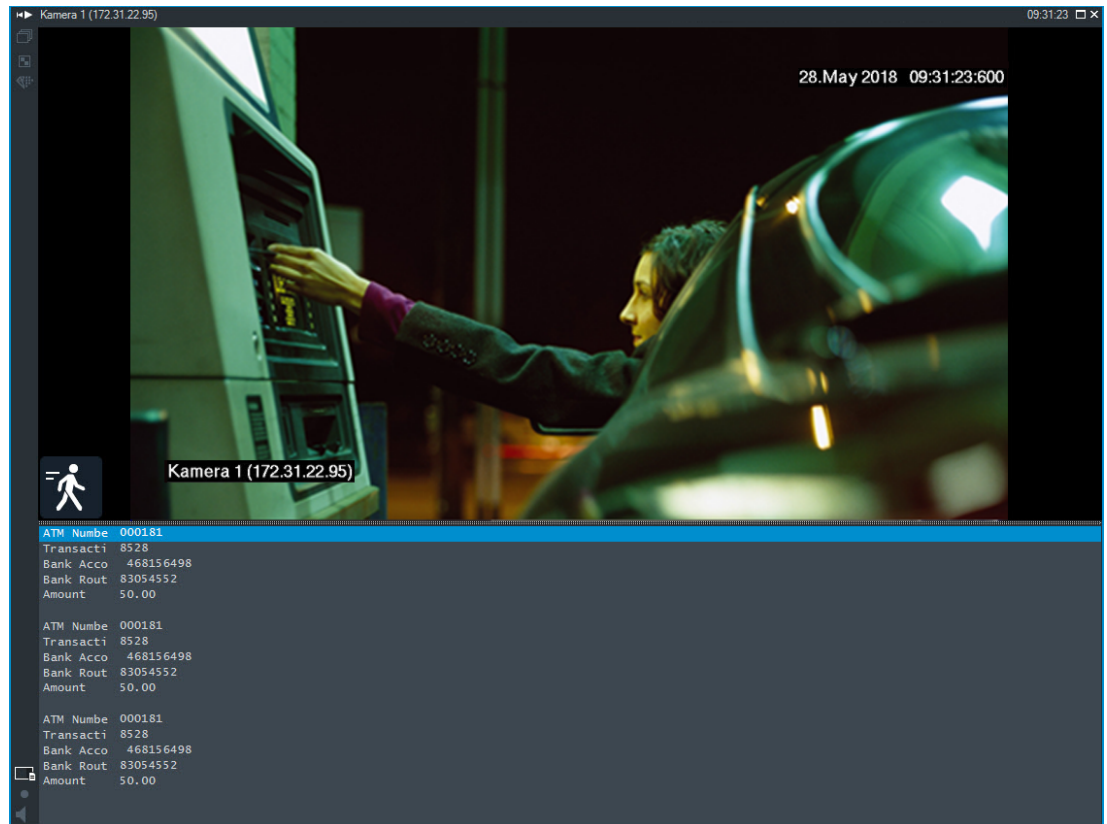 Kamera 1 (172.31.22.95) 09:31:23
28.May 2018 09:31:23:600
Kamera 1 (172.31.22.95)
ATM Numbe 000181
Transacti 8528
Bank Acco 468156498
Bank Rout 83054552
Amount 50.00
ATM Numbe 000181
Transacti 8528
Bank Acco 468156498
Bank Rout 83054552
Amount 50.00
ATM Numbe 000181
Transacti 8528
Bank Acco 468156498
Bank Rout 83054552
Amount 50.00